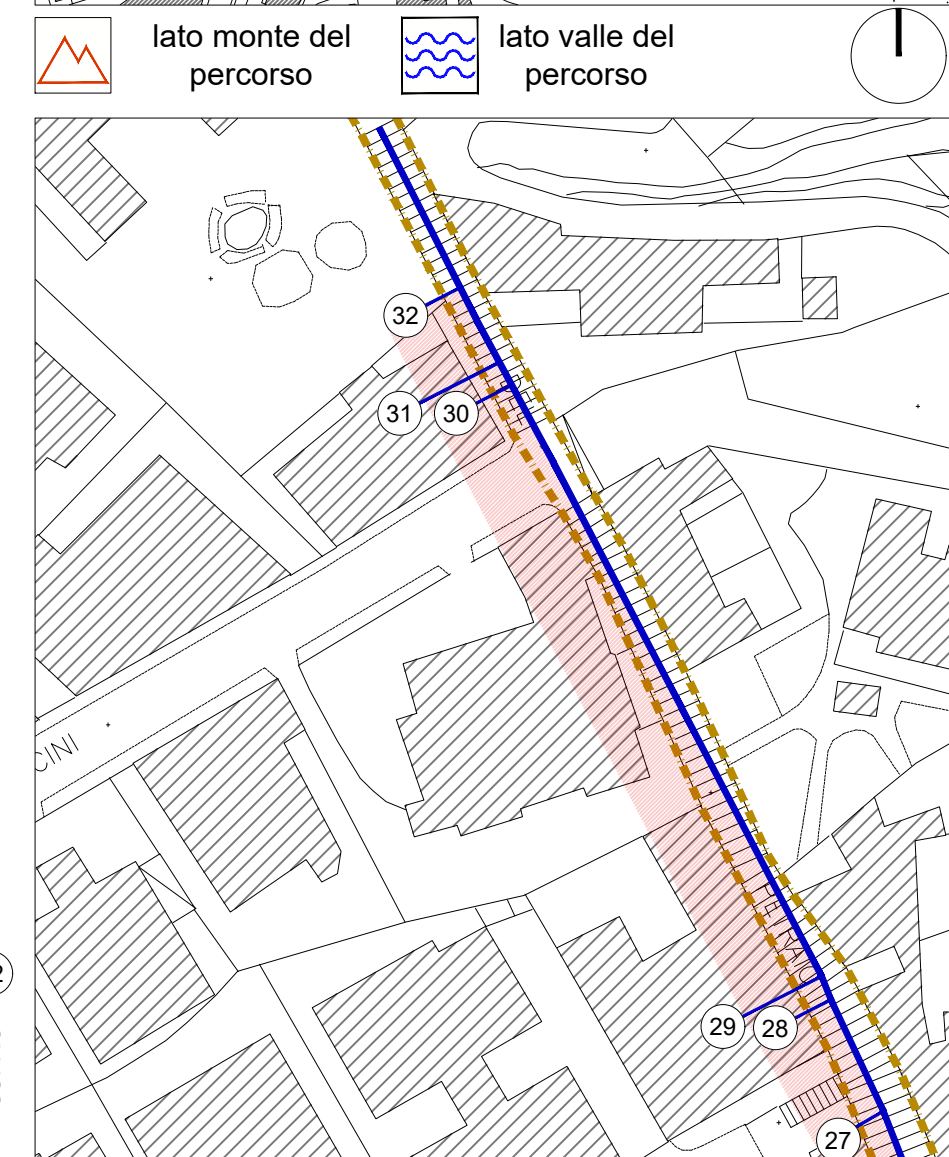 lato monte del
percorso
lato valle del
percorso
32
31
30
CINI
29
28
27